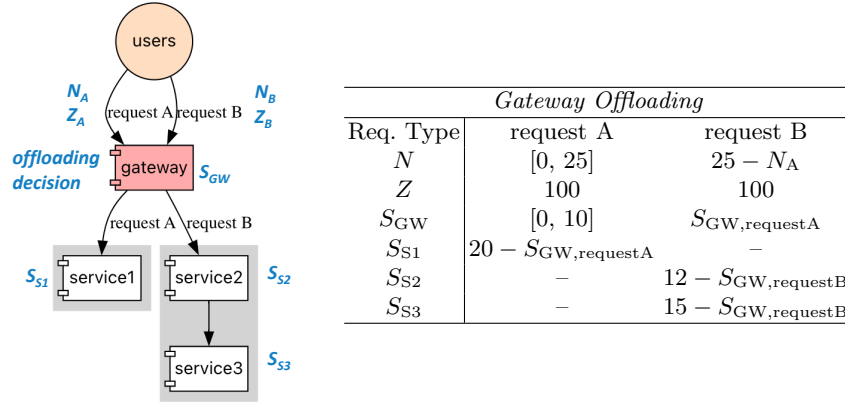 users
N_A
Z_A
request A
request B
N_B
Z_B
offloading
decision
gateway
S_GW
request A
request B
S_S1
service1
service2
S_S2
service3
S_S3
Gateway Offloading
Req. Type request A request B
N [0, 25] 25 − N_A
Z 100 100
S_GW [0, 10] S_GW,requestA
S_S1 20 − S_GW,requestA –
S_S2 – 12 − S_GW,requestB
S_S3 – 15 − S_GW,requestB